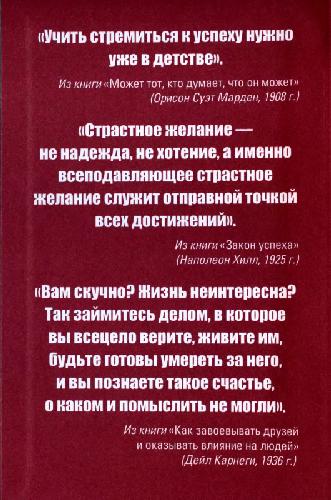 «Учить стремиться к успеху нужно
уже в детстве».
Из книги «Может тот, кто думает, что он может»
(Орисон Суэт Марден, 1908 г.)
«Страстное желание —
не надежда, не хотение, а именно
всеподавляющее страстное
желание служит отправной точкой
всех достижений».
Из книги «Закон успеха»
(Наполеон Хилл, 1925 г.)
«Вам скучно? Жизнь неинтересна?
Так займитесь делом, в которое
вы всецело верите, живите им,
будьте готовы умереть за него,
и вы познаете такое счастье,
о каком и помыслить не могли».
Из книги «Как завоевывать друзей
и оказывать влияние на людей»
(Дейл Карнеги, 1936 г.)